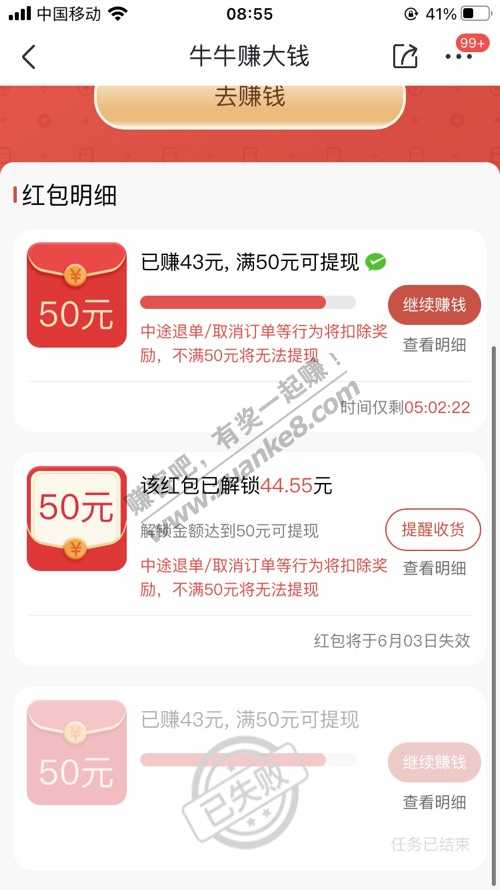 中国移动
08:55
41%
牛牛赚大钱
99+
去赚钱
红包明细
¥
50元
已赚43元, 满50元可提现
继续赚钱
中途退单/取消订单等行为将扣除奖
励，不满50元将无法提现
查看明细
时间仅剩05:02:22
50元
¥
该红包已解锁44.55元
解锁金额达到50元可提现
提醒收货
中途退单/取消订单等行为将扣除奖
励，不满50元将无法提现
查看明细
红包将于6月03日失效
赚客吧，有奖一起赚！
www.zuanke8.com
¥
50元
已赚43元, 满50元可提现
继续赚钱
已失败
查看明细
任务已结束